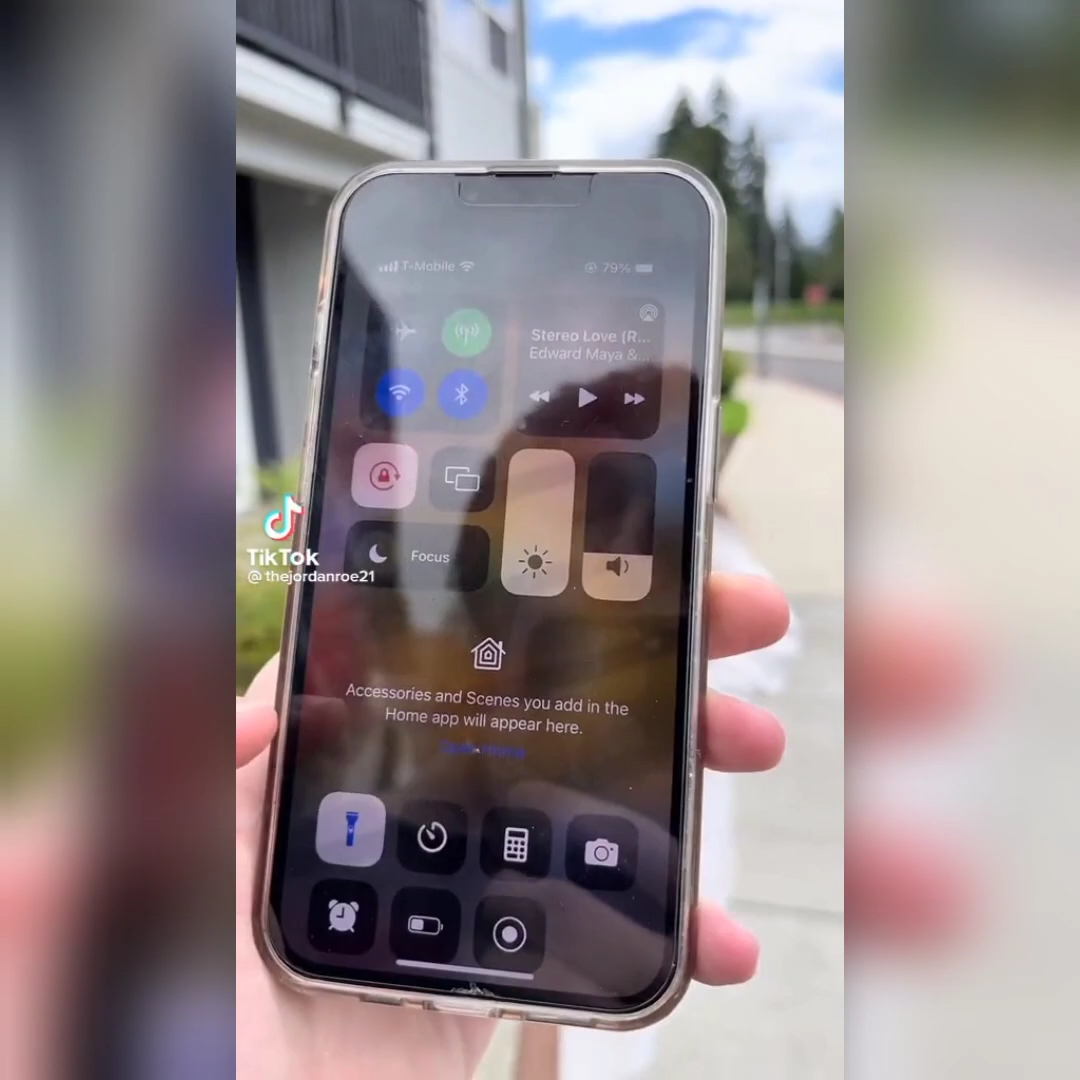 T-Mobile
79%
Stereo Love (R...
Edward Maya &...
Focus
TikTok
@thejordanroe21
Accessories and Scenes you add in the
Home app will appear here.